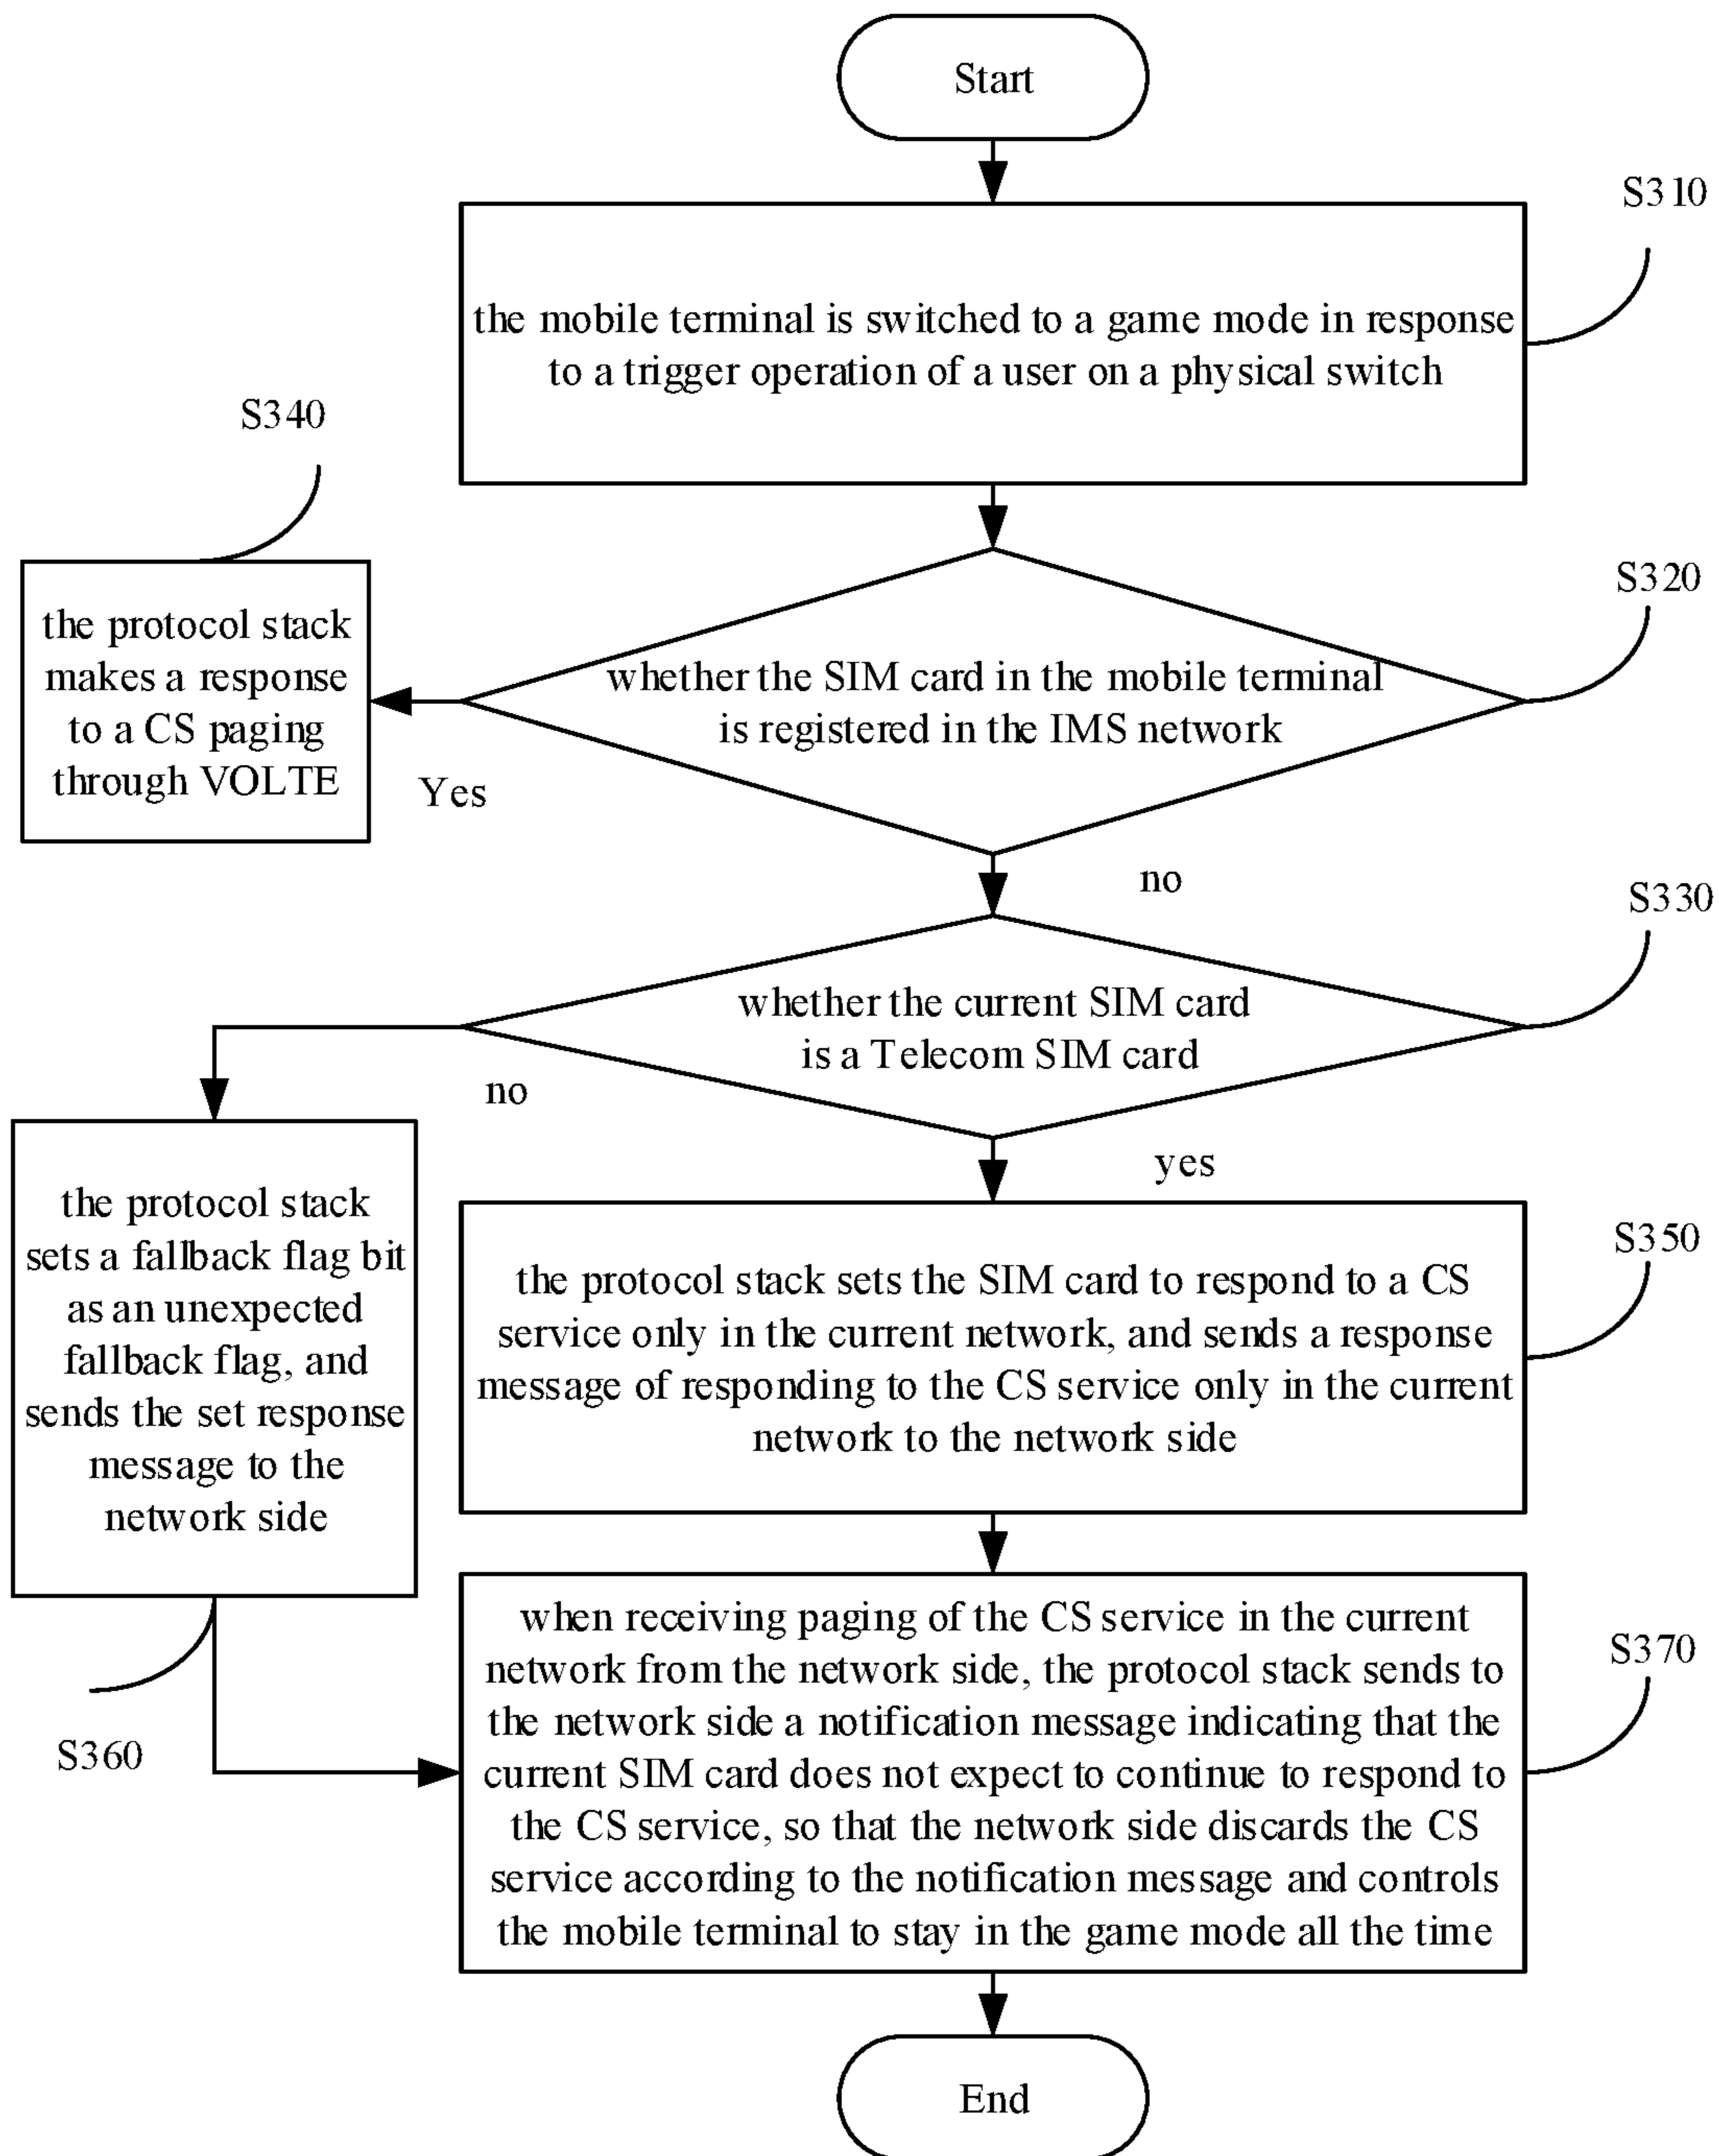 Start
S310
the mobile terminal is switched to a game mode in response
to a trigger operation of a user on a physical switch
S340
the protocol stack
makes a response
to a CS paging
through VOLTE
S320
whether the SIM card in the mobile terminal
is registered in the IMS network
Yes
no
S330
whether the current SIM card
is a Telecom SIM card
no
yes
the protocol stack
sets a fallback flag bit
as an unexpected
fallback flag, and
sends the set response
message to the
network side
S350
the protocol stack sets the SIM card to respond to a CS
service only in the current network, and sends a response
message of responding to the CS service only in the current
network to the network side
S360
S370
when receiving paging of the CS service in the current
network from the network side, the protocol stack sends to
the network side a notification message indicating that the
current SIM card does not expect to continue to respond to
the CS service, so that the network side discards the CS
service according to the notification message and controls
the mobile terminal to stay in the game mode all the time
End